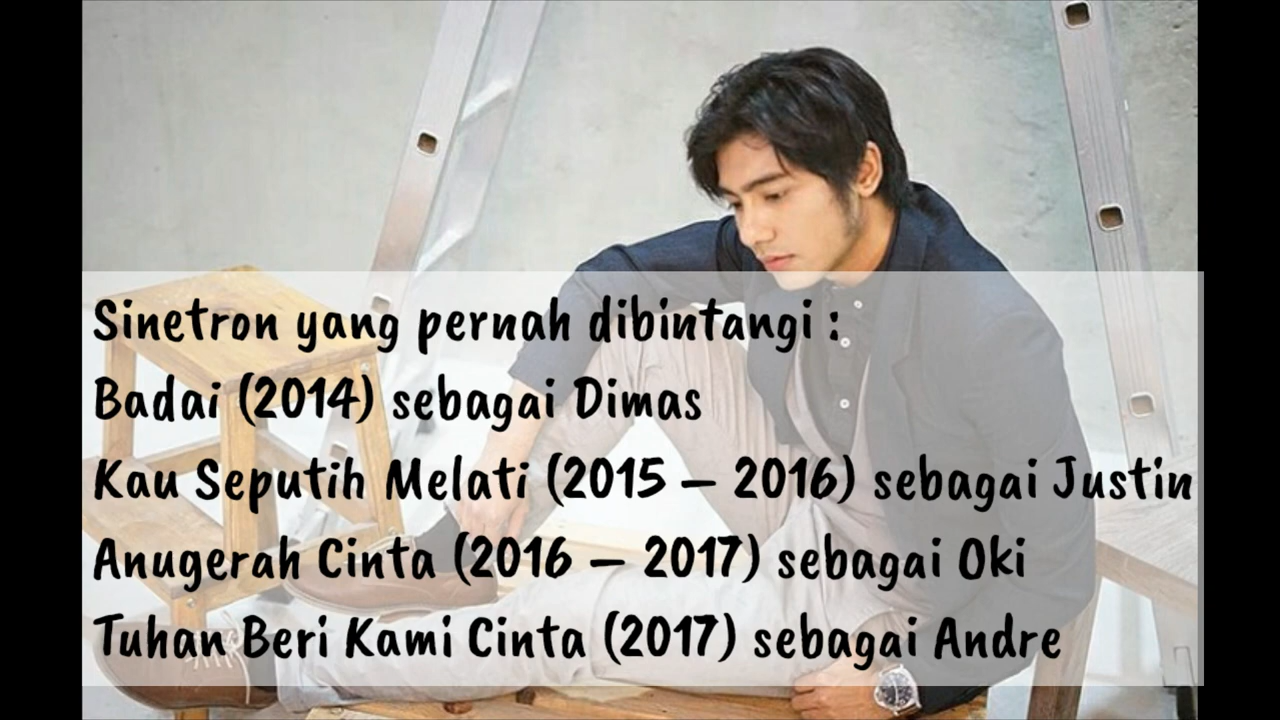 Sinetron yang pernah dibintangi :
Badai (2014) sebagai Dimas
Kau Seputih Melati (2015 – 2016) sebagai Justin
Anugerah Cinta (2016 – 2017) sebagai Oki
Tuhan Beri Kami Cinta (2017) sebagai Andre